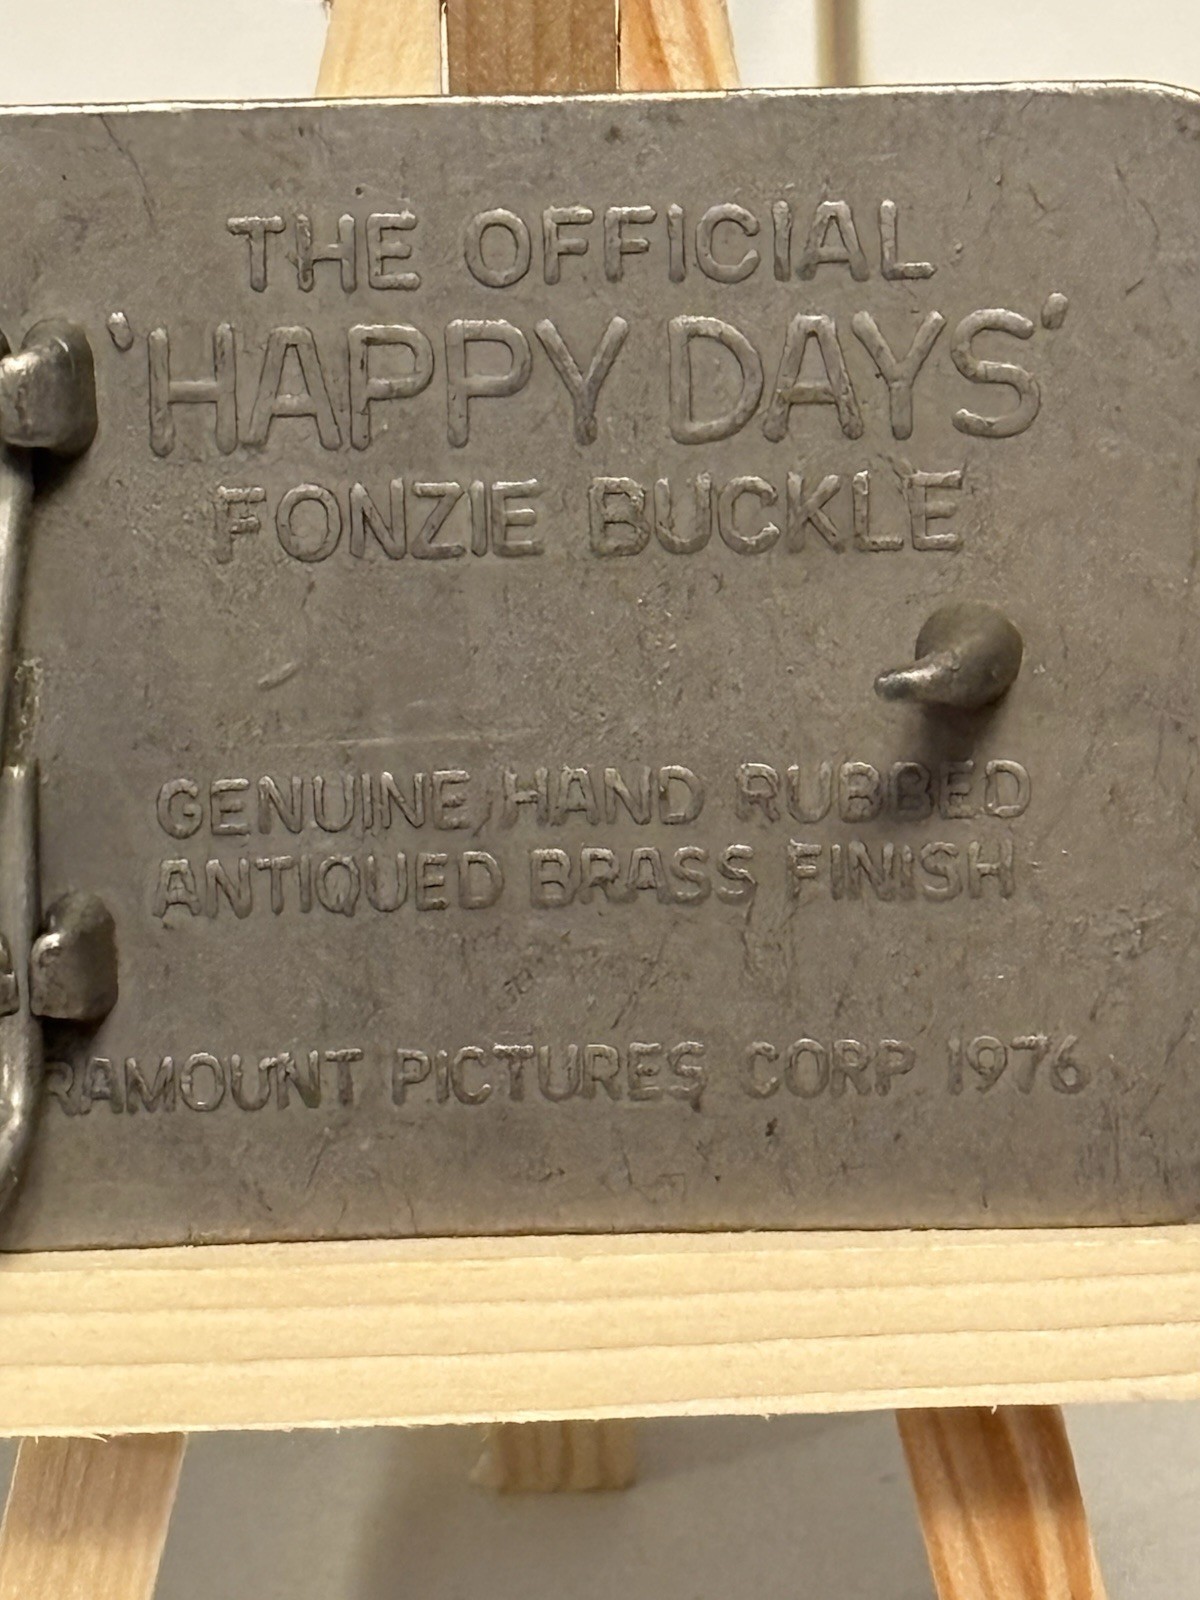 THE OFFICIAL
'HAPPY DAYS'
FONZIE BUCKLE
GENUINE HAND RUBBED
ANTIQUED BRASS FINISH
RAMOUNT PICTURES CORP 1976